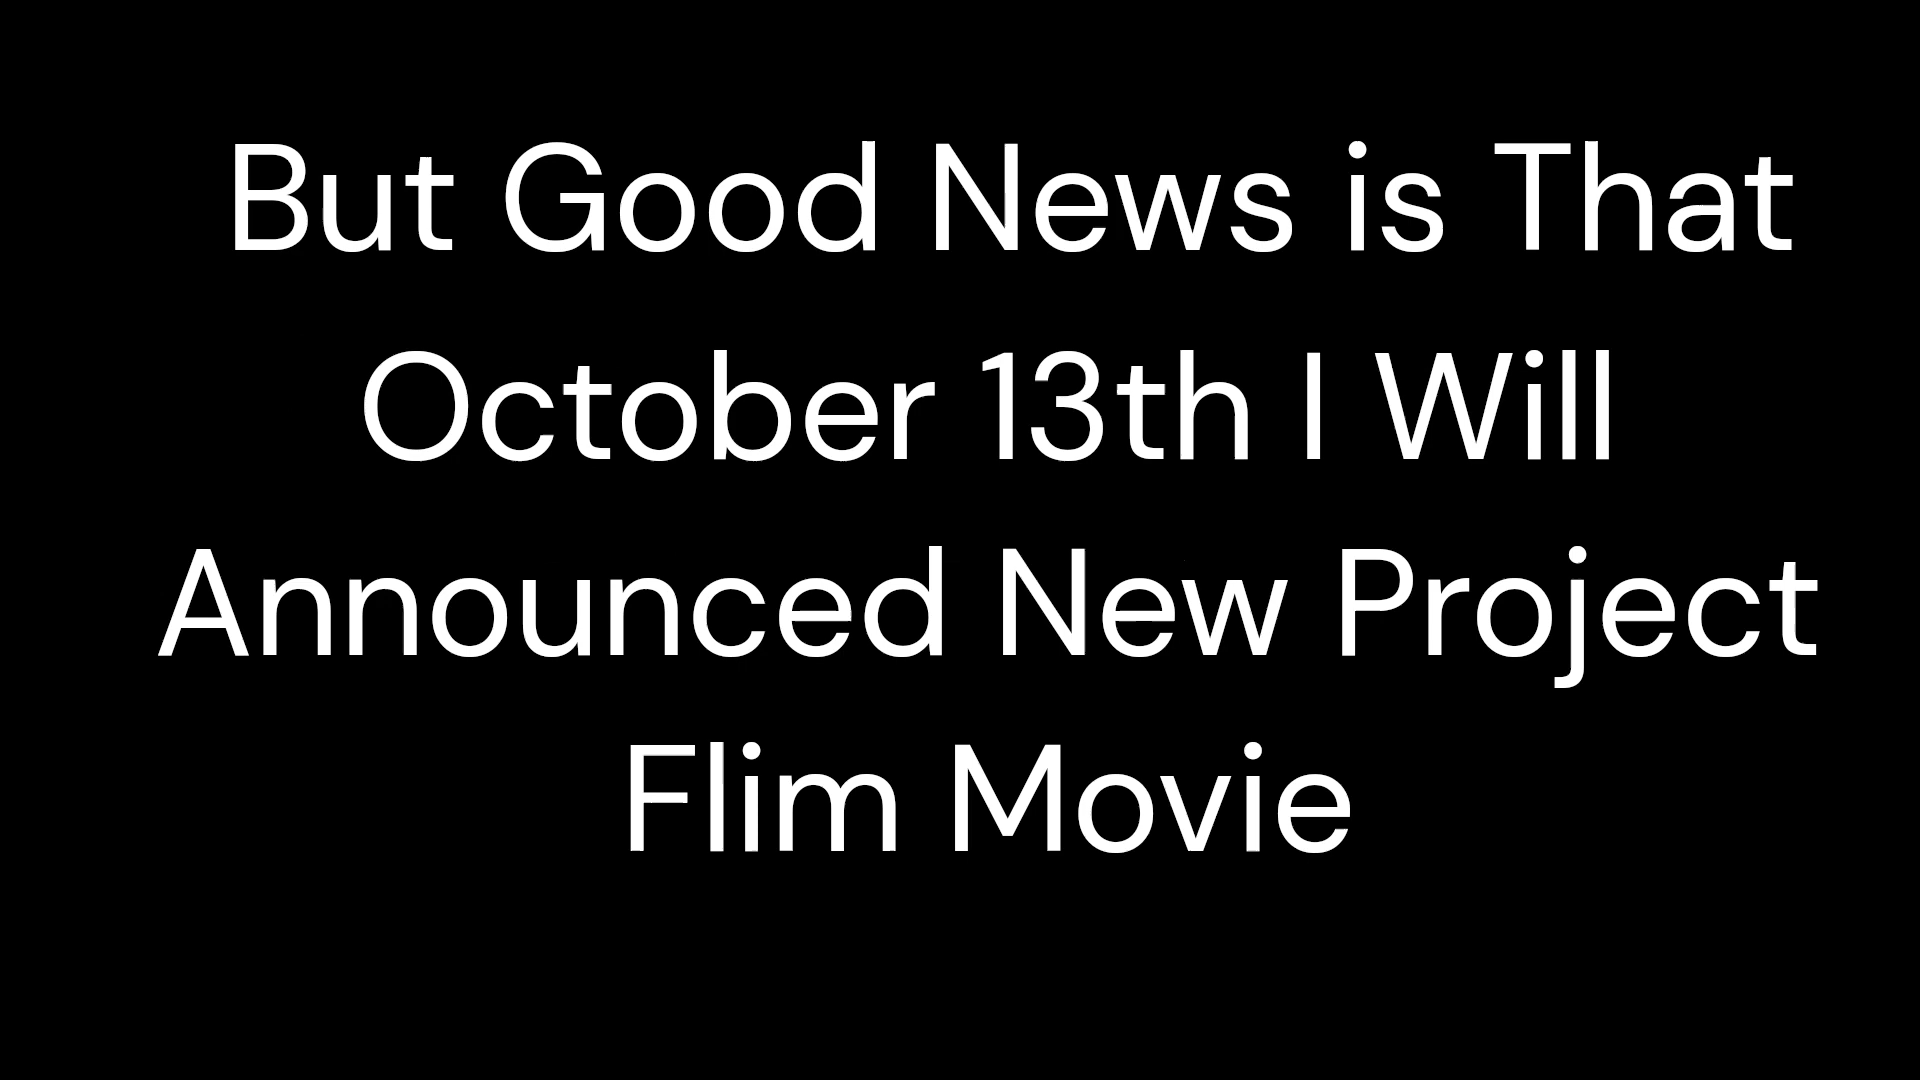 But Good News is That
October 13th I Will
Announced New Project
Flim Movie